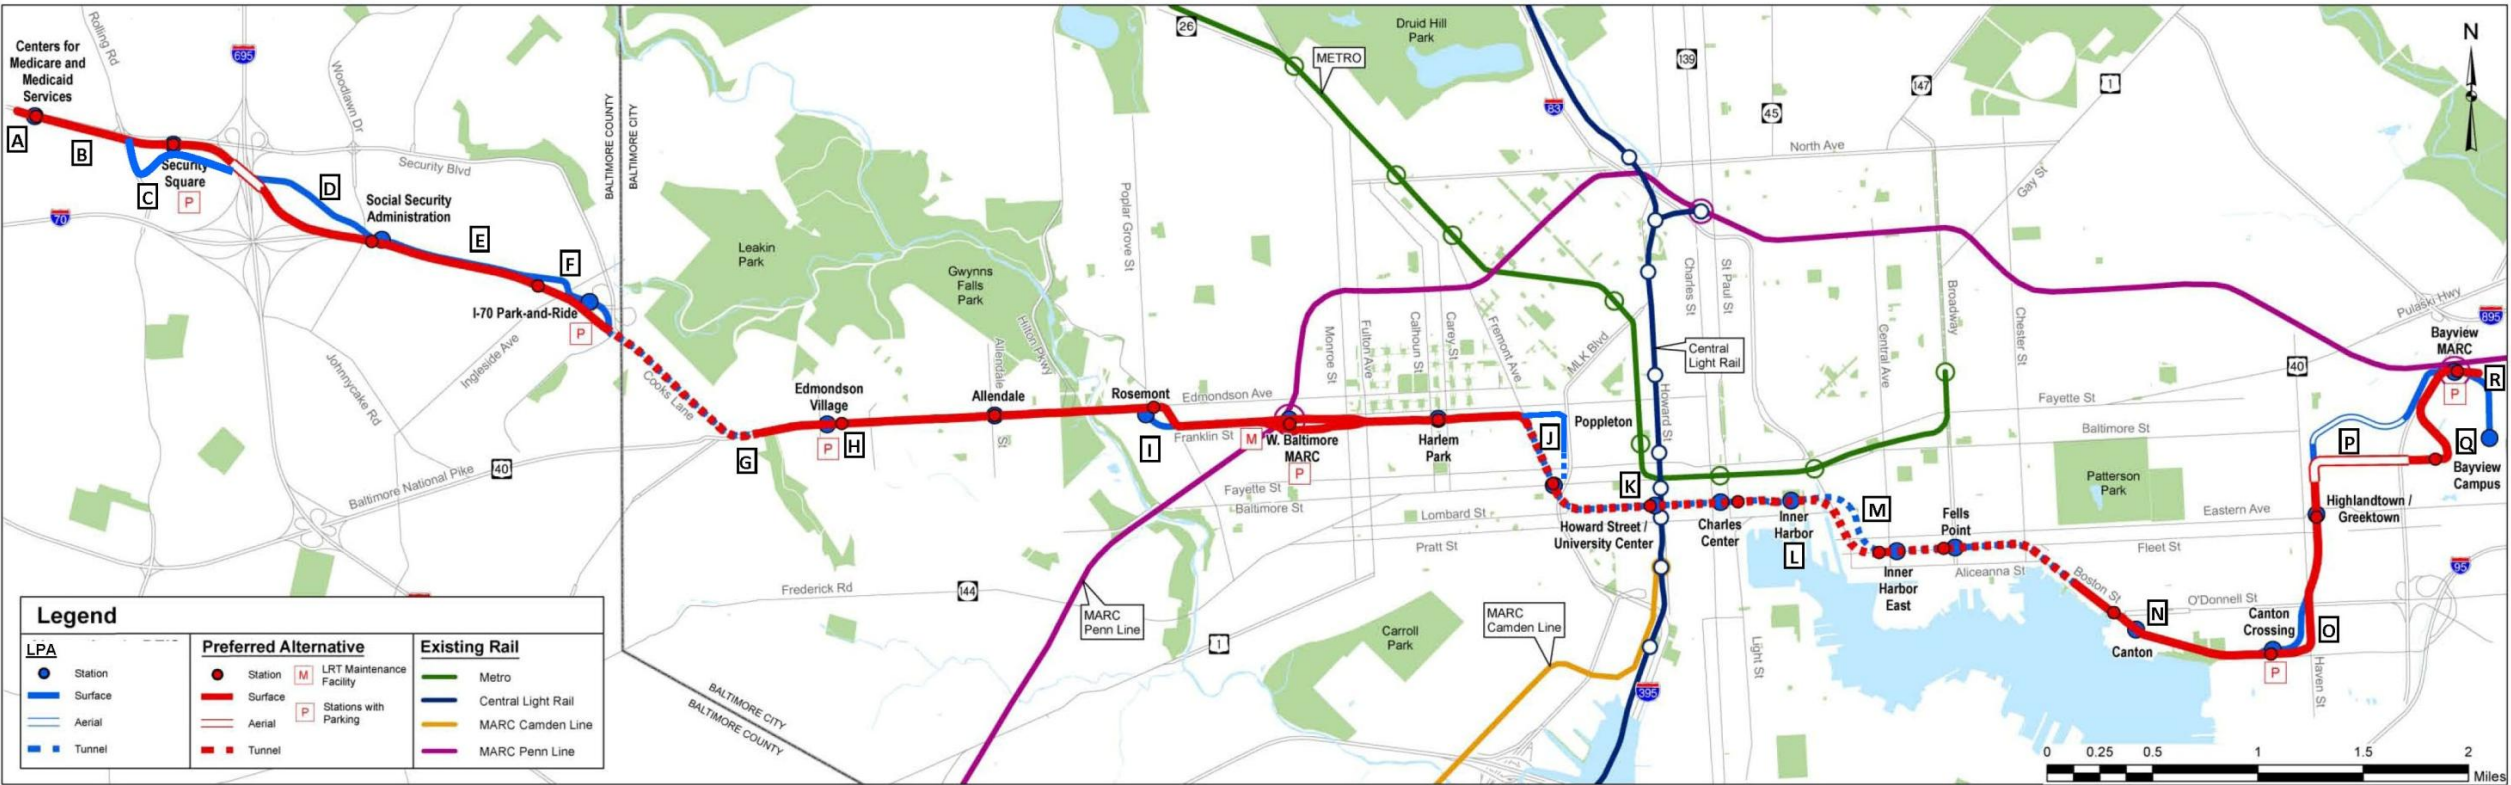 Centers for
Medicare and
Medicaid
Services
A
B
Rolling Rd
695
Woodlawn Dr
Security Blvd
C
Security
Square
P
D
Social Security
Administration
70
E
F
I-70 Park-and-Ride
P
Johnnycake Rd
Ingleside Ave
Cooks Lane
BALTIMORE COUNTY
BALTIMORE CITY
Leakin
Park
Gwynns
Falls
Park
Hilton Pkwy
Poplar Grove St
26
METRO
Druid Hill
Park
83
139
45
147
1
N
North Ave
Gay St
Charles St
St Paul St
Broadway
Central Ave
Chester St
Pulaski Hwy
895
Bayview
MARC
P
R
40
Monroe St
Fulton Ave
Calhoun St
Carey St
Fremont Ave
MLK Blvd
Central
Light Rail
Howard St
Baltimore National Pike
40
G
Edmondson
Village
P
H
Allendale
Allendale
St
Rosemont
I
Edmondson Ave
Franklin St
M
W. Baltimore
MARC
P
Harlem
Park
J
Poppleton
K
Fayette St
Baltimore St
Fayette St
Baltimore St
Lombard St
Pratt St
Howard Street /
University Center
Charles
Center
Inner
Harbor
L
M
Inner
Harbor
East
Fells
Point
Patterson
Park
Eastern Ave
Fleet St
Aliceanna St
Boston St
O'Donnell St
P
Q
Bayview
Campus
Highlandtown /
Greektown
95
N
Canton
Canton
Crossing
P
O
Haven St
Frederick Rd
144
MARC
Penn Line
1
MARC
Camden Line
Carroll
Park
395
Light St
BALTIMORE CITY
BALTIMORE COUNTY
Legend
LPA
Station
Surface
Aerial
Tunnel
Preferred Alternative
Station
Surface
Aerial
Tunnel
M
LRT Maintenance
Facility
P
Stations with
Parking
Existing Rail
Metro
Central Light Rail
MARC Camden Line
MARC Penn Line
0 0.25 0.5 1 1.5 2
Miles